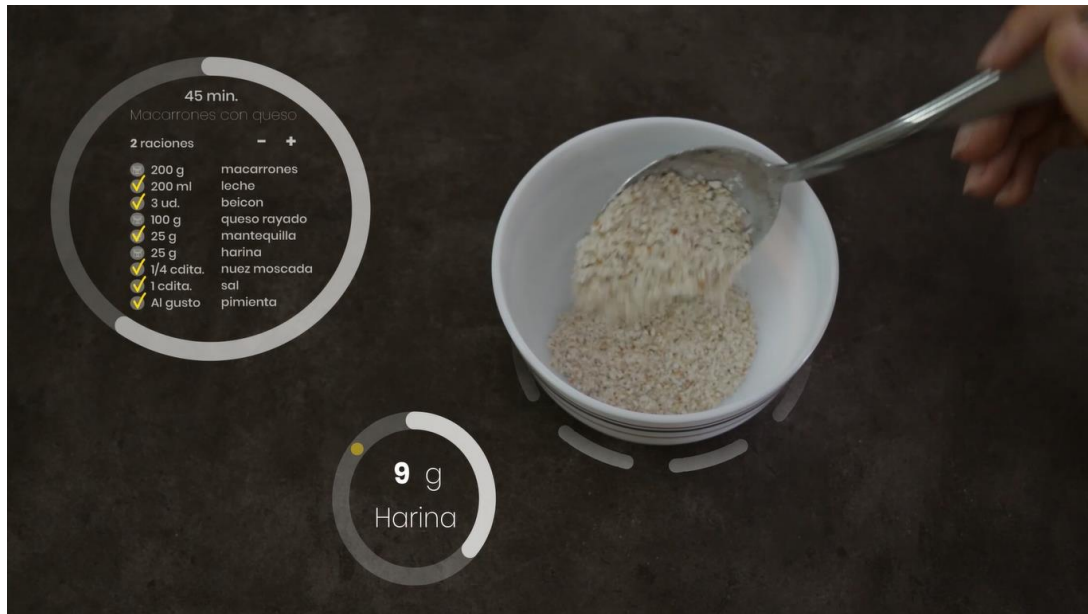 45 min.
Macarrones con queso
2 raciones - +
200 g macarrones
200 ml leche
3 ud. beicon
100 g queso rayado
25 g mantequilla
25 g harina
1/4 cdita. nuez moscada
1 cdita. sal
Al gusto pimienta
9 g
Harina